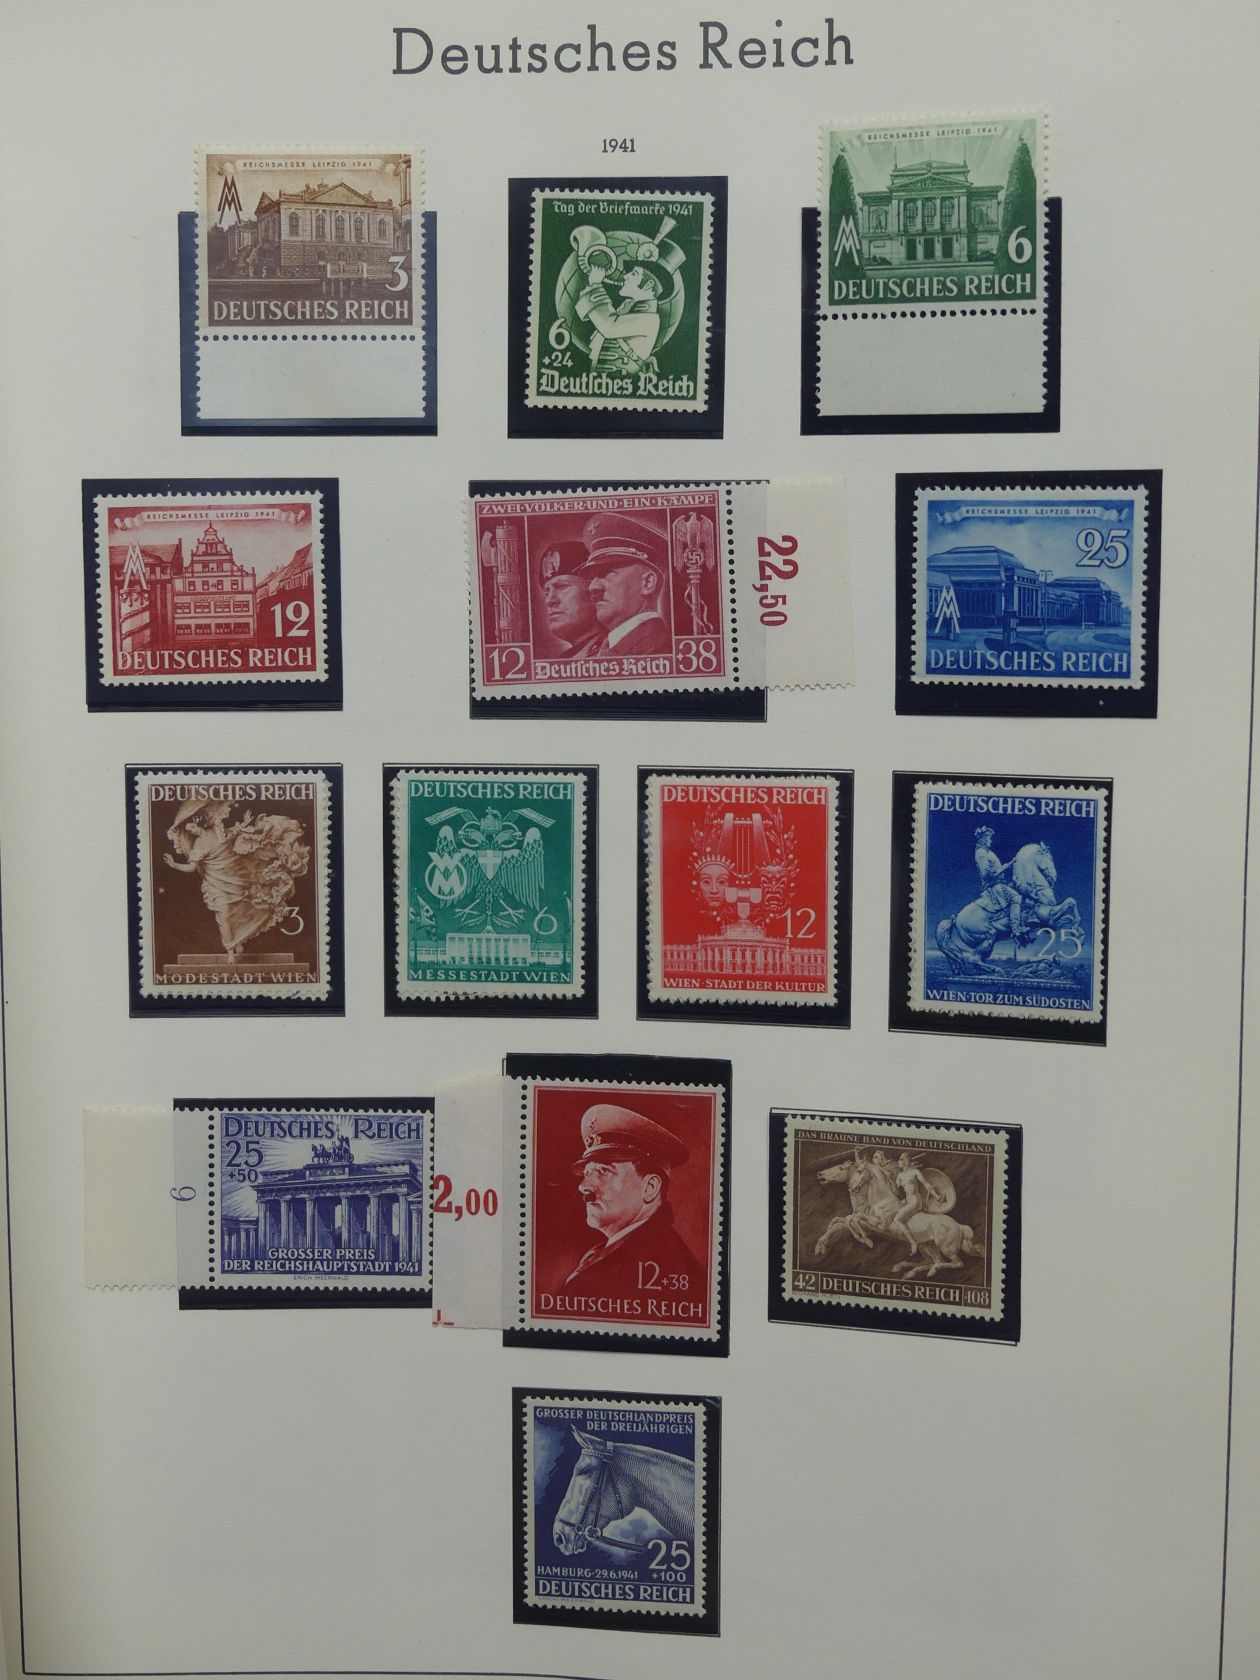 Deutsches Reich
1941
REICHSMESSE LEIPZIG 1941
3
DEUTSCHES REICH
Tag der Briefmarke 1941
6
+24
Deutsches Reich
REICHSMESSE LEIPZIG 1941
6
DEUTSCHES REICH
REICHSMESSE LEIPZIG 1941
12
DEUTSCHES REICH
ZWEI·VÖLKER·UND·EIN·KAMPF
12 Deutsches Reich +38
22,50
REICHSMESSE LEIPZIG 1941
25
DEUTSCHES REICH
DEUTSCHES REICH
3
MODESTADT WIEN
DEUTSCHES REICH
WM
6
MESSESTADT WIEN
DEUTSCHES REICH
12
WIEN·STADT DER KULTUR
DEUTSCHES REICH
25
WIEN·TOR ZUM SÜDOSTEN
9
DEUTSCHES REICH
25
+50
GROSSER PREIS
DER REICHSHAUPTSTADT 1941
ERICH MEERWALD
2,00
12+38
DEUTSCHES REICH
DAS BRAUNE BAND VON DEUTSCHLAND
42 DEUTSCHES REICH +108
GROSSER DEUTSCHLANDPREIS
DER DREIJÄHRIGEN
25
+100
HAMBURG·29.6.1941
DEUTSCHES REICH
ERICH MEERWALD